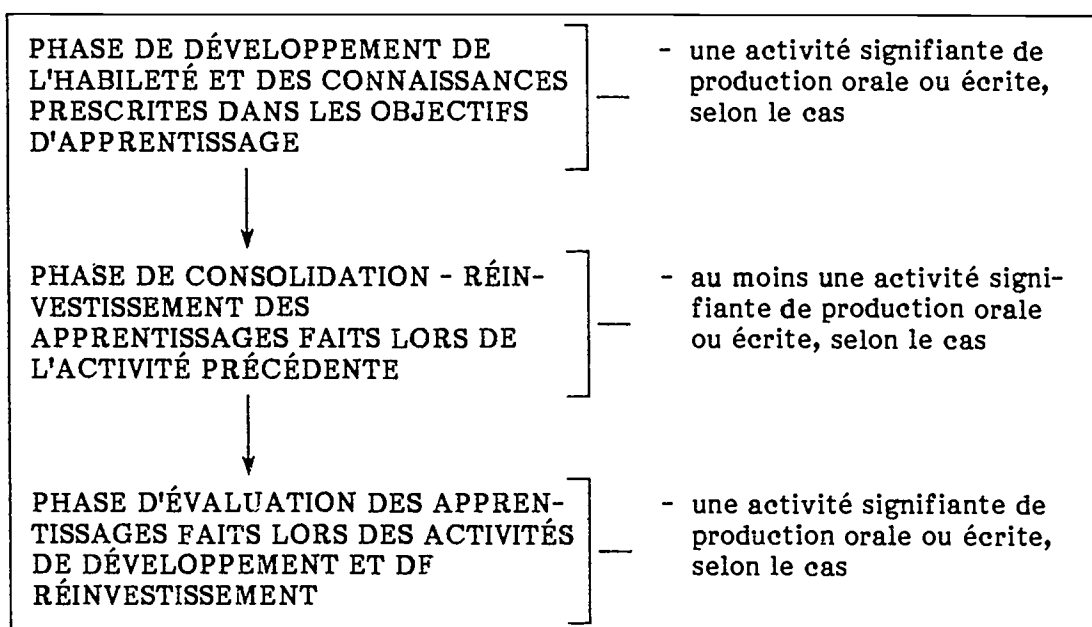 PHASE DE DÉVELOPPEMENT DE
L'HABILETÉ ET DES CONNAISSANCES
PRESCRITES DANS LES OBJECTIFS
D'APPRENTISSAGE
- une activité signifiante de
production orale ou écrite,
selon le cas
PHASE DE CONSOLIDATION - RÉIN-
VESTISSEMENT DES
APPRENTISSAGES FAITS LORS DE
L'ACTIVITÉ PRÉCÉDENTE
- au moins une activité signi-
fiante de production orale
ou écrite, selon le cas
PHASE D'ÉVALUATION DES APPREN-
TISSAGES FAITS LORS DES ACTIVITÉS
DE DÉVELOPPEMENT ET DF
RÉINVESTISSEMENT
- une activité signifiante de
production orale ou écrite,
selon le cas